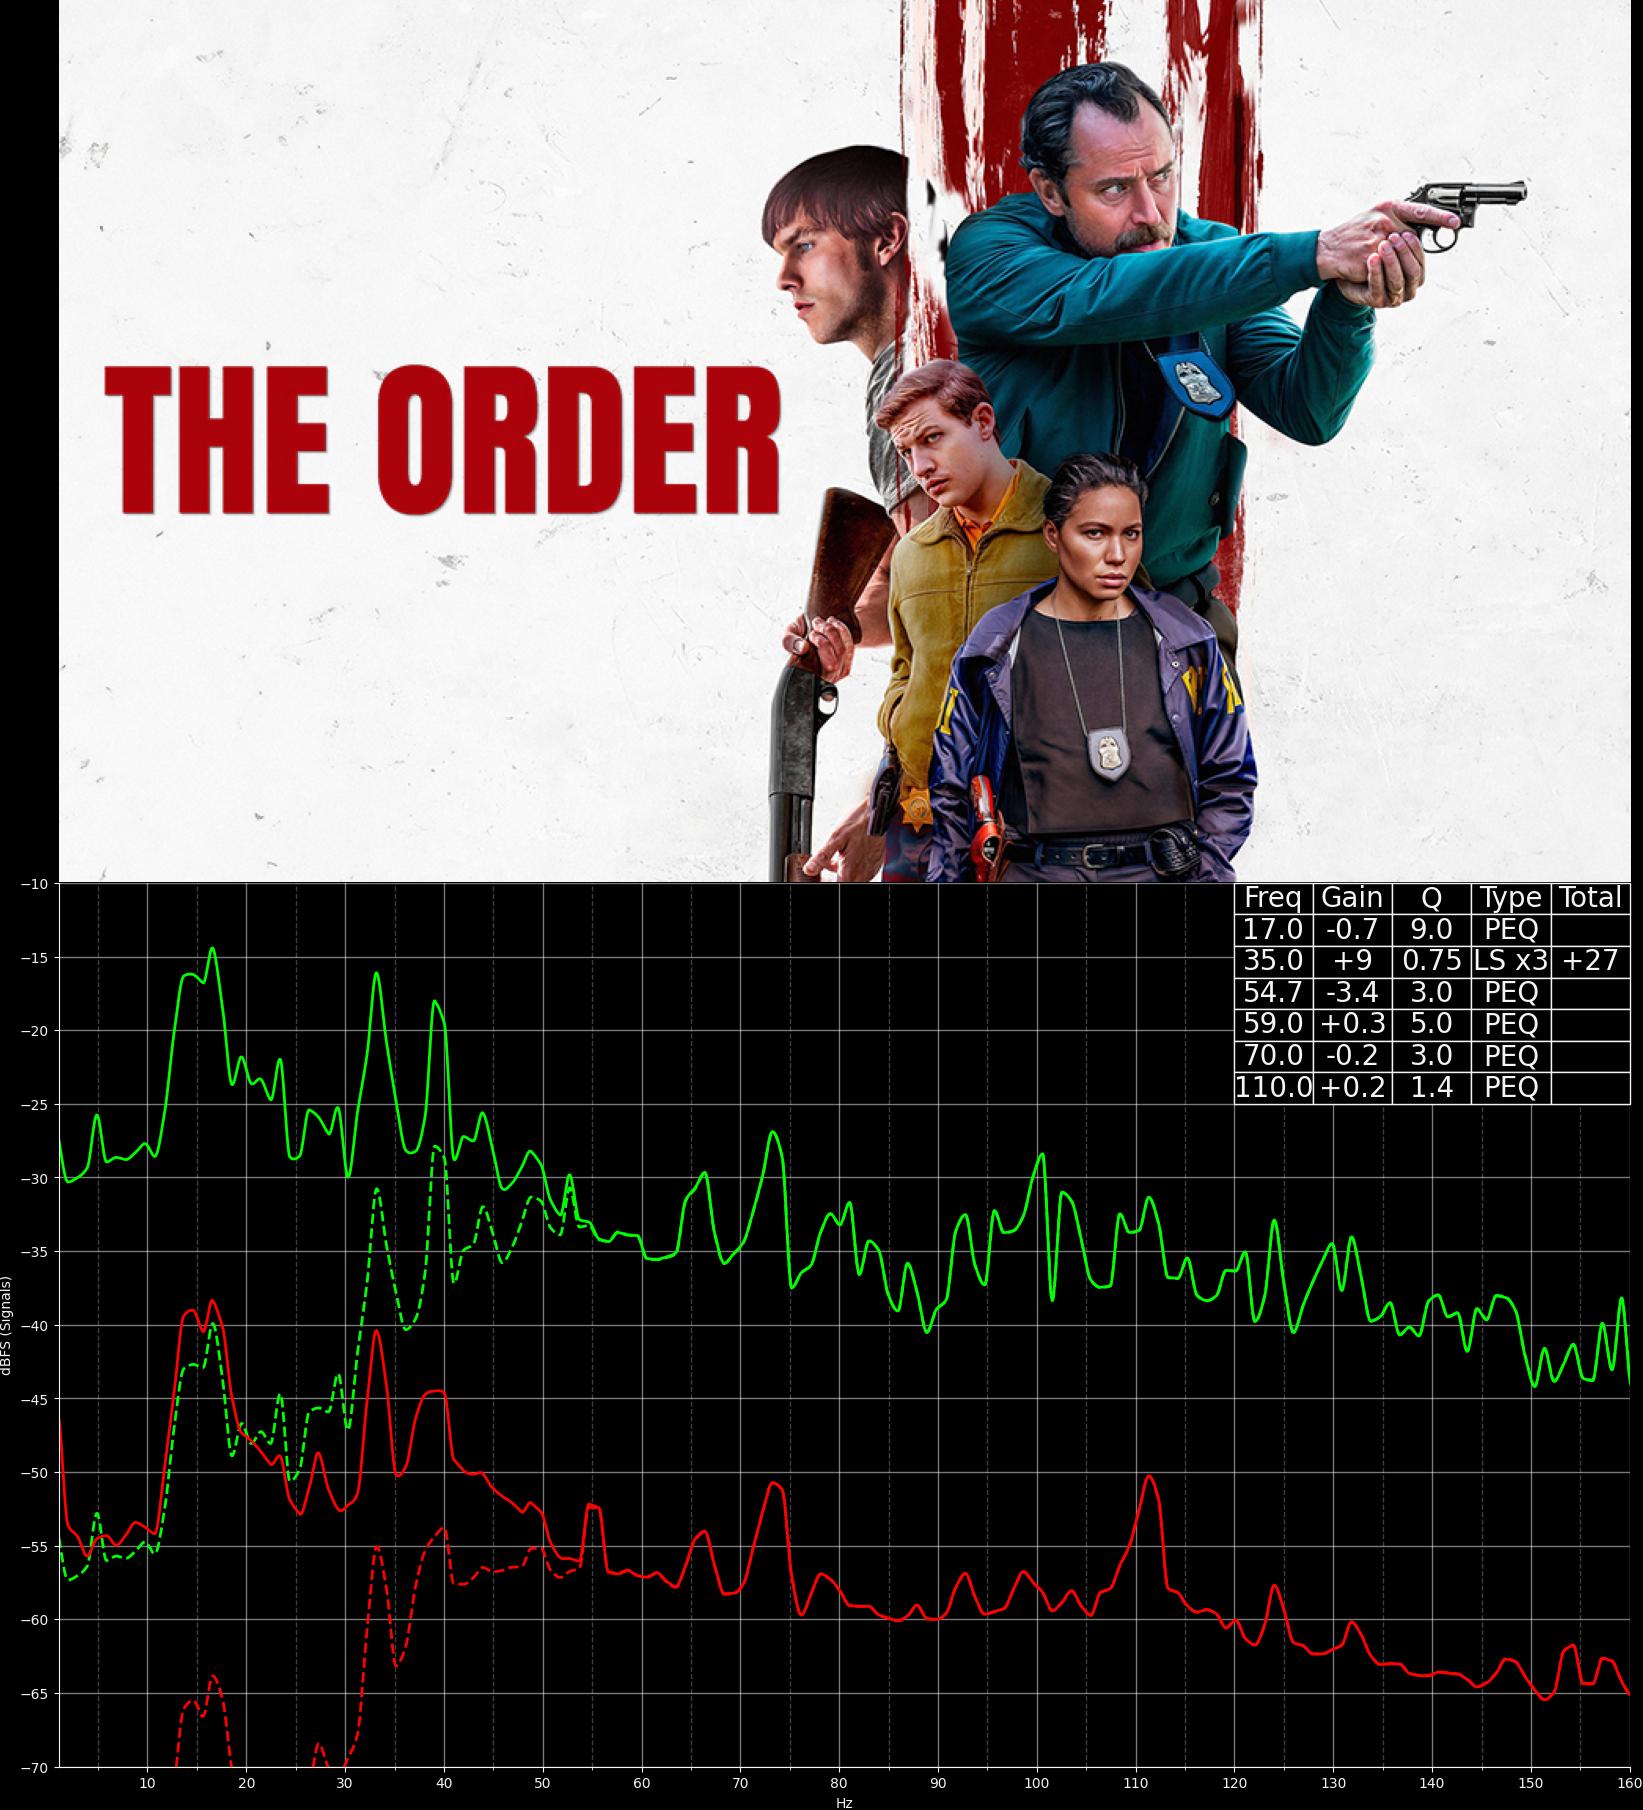 THE ORDER
-10
-15
-20
-25
-30
-35
-40
-45
-50
-55
-60
-65
-70
dBFS (Signals)
Freq Gain Q Type Total
17.0 -0.7 9.0 PEQ
35.0 +9 0.75 LS x3 +27
54.7 -3.4 3.0 PEQ
59.0 +0.3 5.0 PEQ
70.0 -0.2 3.0 PEQ
110.0 +0.2 1.4 PEQ
10 20 30 40 50 60 70 80 90 100 110 120 130 140 150 160
Hz